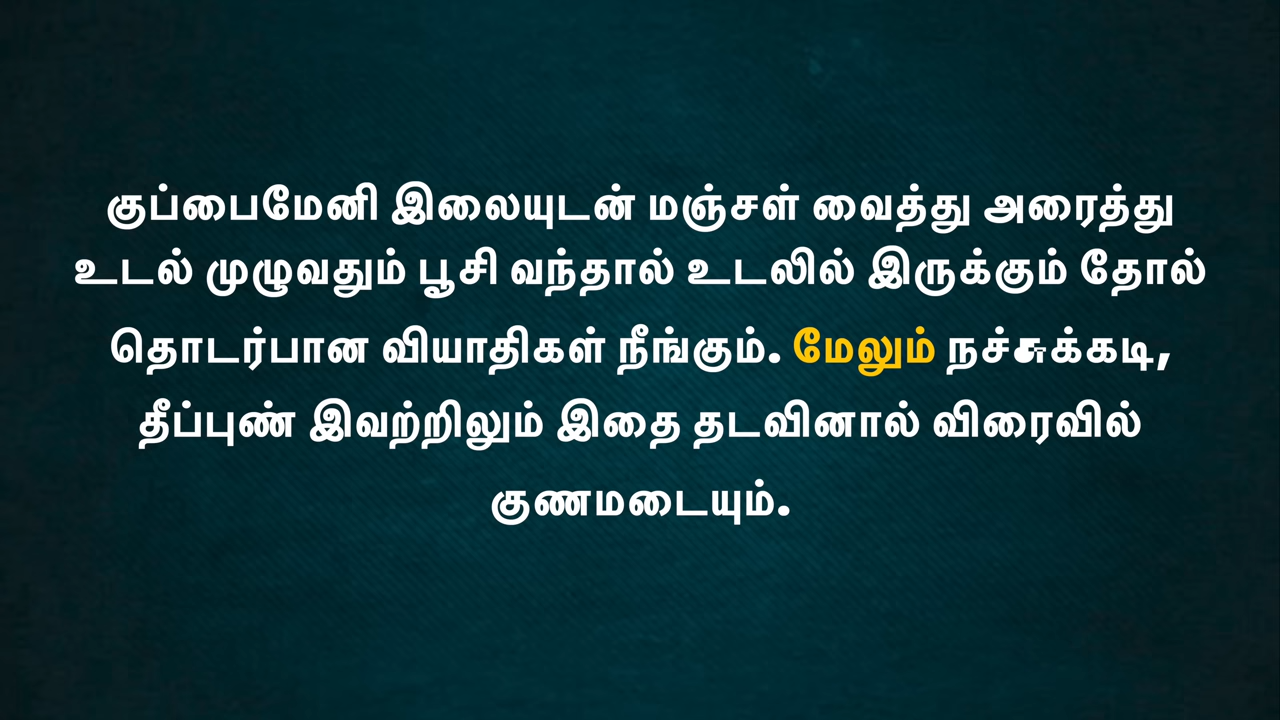 குப்பைமேனி இலையுடன் மஞ்சள் வைத்து அரைத்து
உடல் முழுவதும் பூசி வந்தால் உடலில் இருக்கும் தோல்
தொடர்பான வியாதிகள் நீங்கும். மேலும் நச்சுக்கடி,
தீப்புண் இவற்றிலும் இதை தடவினால் விரைவில்
குணமடையும்.